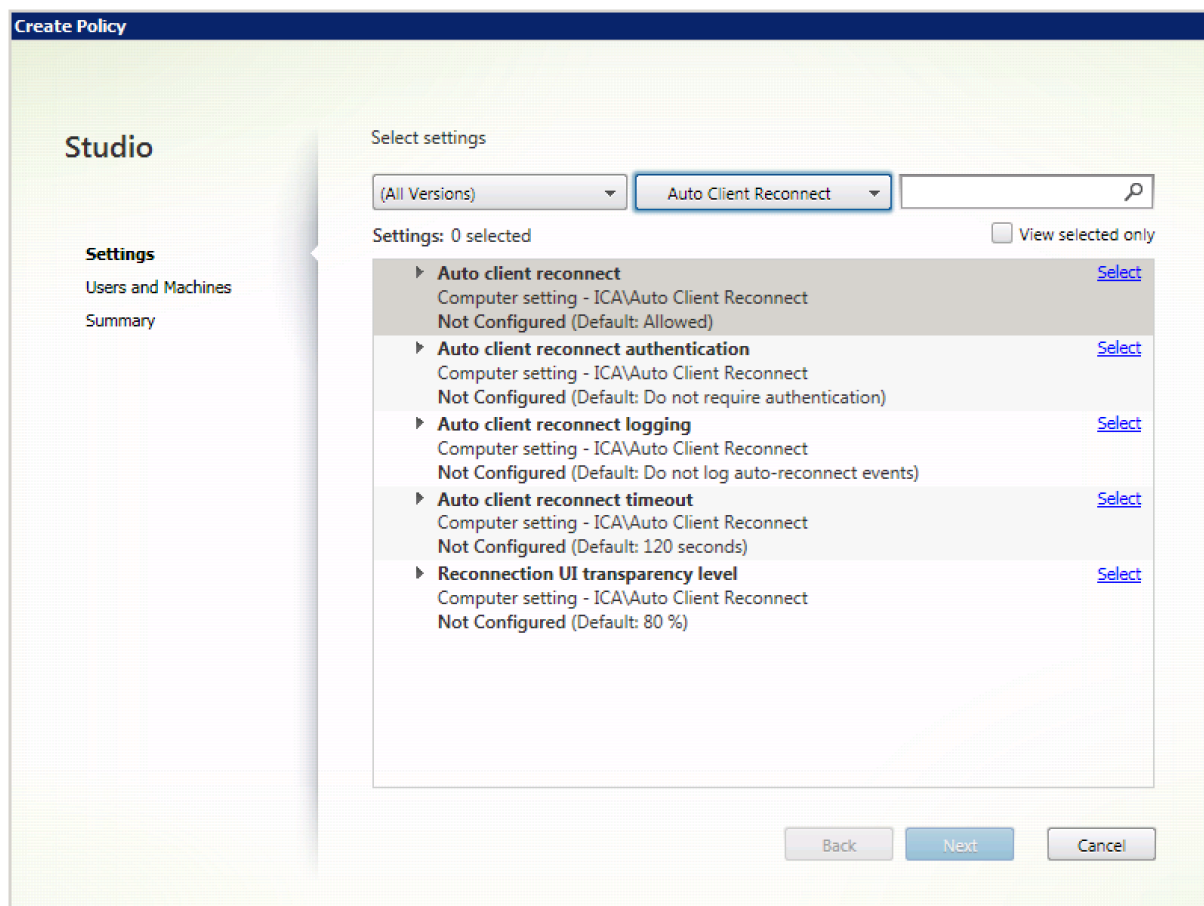 Create Policy
Studio
Select settings
(All Versions)
Auto Client Reconnect
Settings: 0 selected
View selected only
Settings
Users and Machines
Summary
Auto client reconnect
Select
Computer setting - ICA\Auto Client Reconnect
Not Configured (Default: Allowed)
Auto client reconnect authentication
Select
Computer setting - ICA\Auto Client Reconnect
Not Configured (Default: Do not require authentication)
Auto client reconnect logging
Select
Computer setting - ICA\Auto Client Reconnect
Not Configured (Default: Do not log auto-reconnect events)
Auto client reconnect timeout
Select
Computer setting - ICA\Auto Client Reconnect
Not Configured (Default: 120 seconds)
Reconnection UI transparency level
Select
Computer setting - ICA\Auto Client Reconnect
Not Configured (Default: 80 %)
Back
Next
Cancel